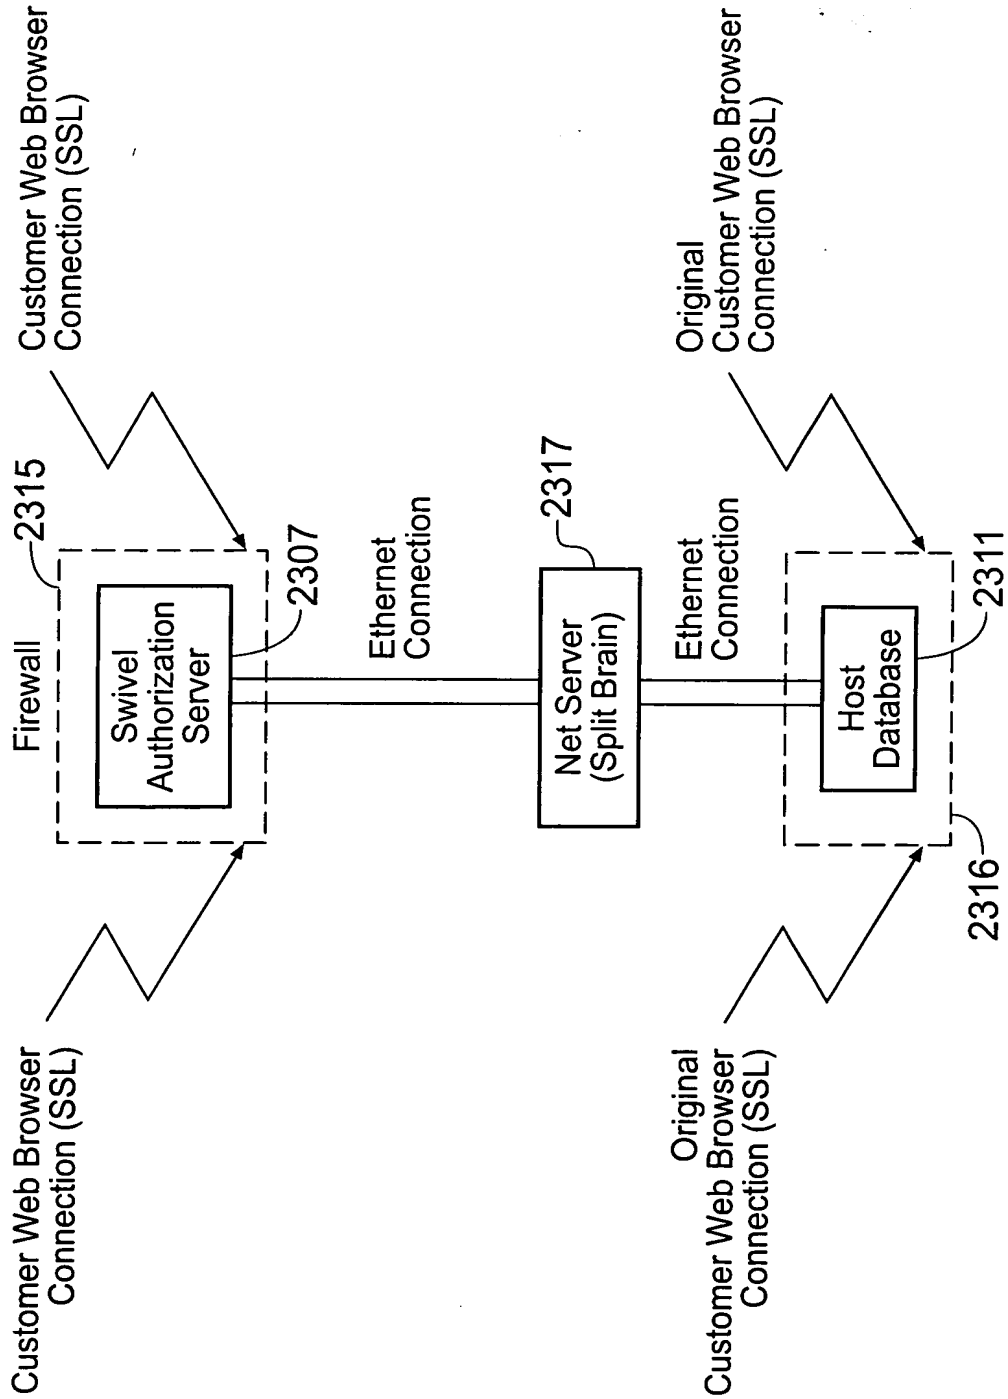 Customer Web Browser
Connection (SSL)
Firewall
2315
Customer Web Browser
Connection (SSL)
Swivel
Authorization
Server
2307
Ethernet
Connection
Net Server
(Split Brain)
2317
Original
Customer Web Browser
Connection (SSL)
Ethernet
Connection
Original
Customer Web Browser
Connection (SSL)
Host
Database
2316
2311